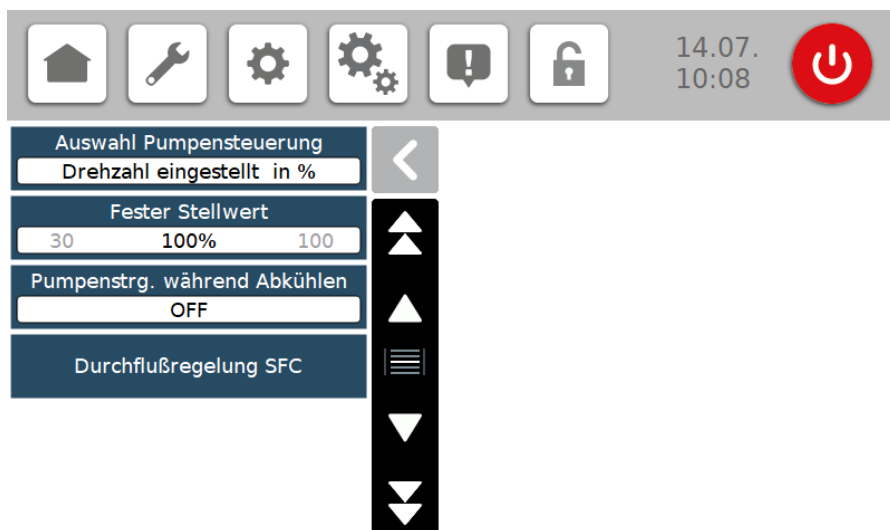 14.07.
10:08
Auswahl Pumpensteuerung
Drehzahl eingestellt in %
Fester Stellwert
30 100% 100
Pumpenstrg. während Abkühlen
OFF
Durchflußregelung SFC